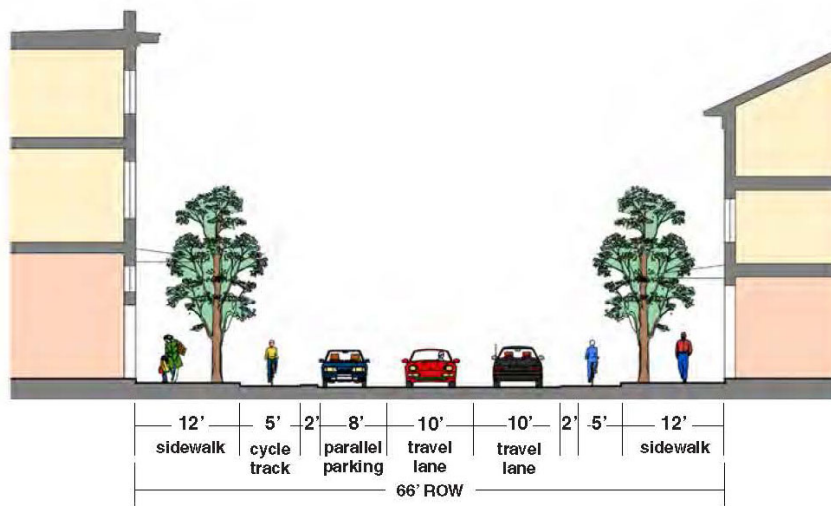 12' 5' 2' 8' 10' 10' 2' 5' 12'
sidewalk cycle parallel travel travel sidewalk
track parking lane lane
66' ROW